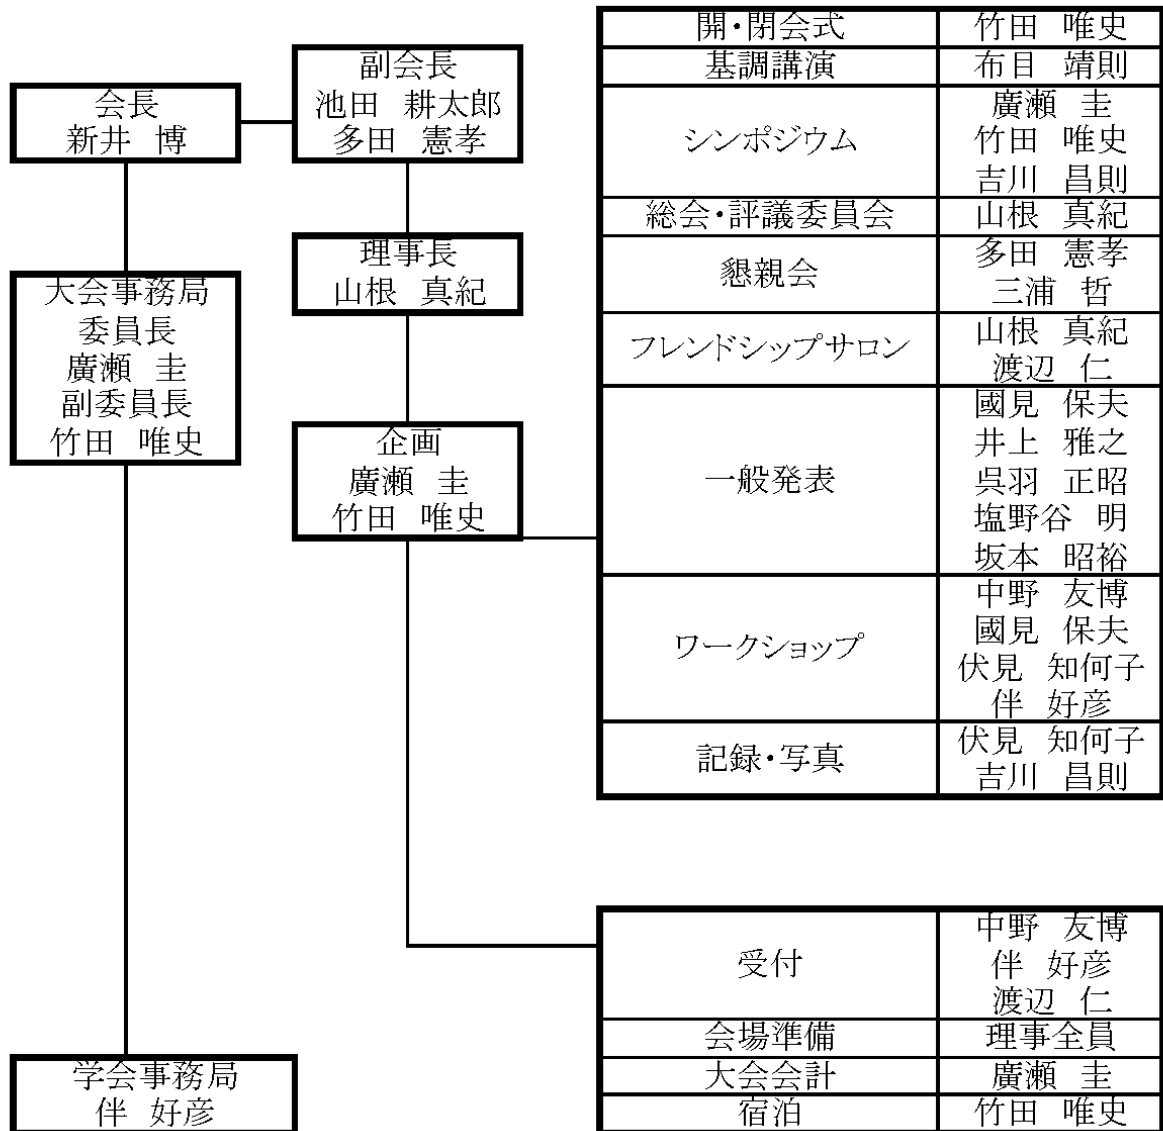 会長
新井　博
副会長
池田　耕太郎
多田　憲孝
理事長
山根　真紀
大会事務局
委員長
廣瀬　圭
副委員長
竹田　唯史
企画
廣瀬　圭
竹田　唯史
学会事務局
伴　好彦
開・閉会式　竹田　唯史
基調講演　布目　靖則
シンポジウム
廣瀬　圭
竹田　唯史
吉川　昌則
総会・評議委員会　山根　真紀
懇親会
多田　憲孝
三浦　哲
フレンドシップサロン
山根　真紀
渡辺　仁
一般発表
國見　保夫
井上　雅之
呉羽　正昭
塩野谷　明
坂本　昭裕
ワークショップ
中野　友博
國見　保夫
伏見　知何子
伴　好彦
記録・写真
伏見　知何子
吉川　昌則
受付
中野　友博
伴　好彦
渡辺　仁
会場準備　理事全員
大会会計　廣瀬　圭
宿泊　竹田　唯史